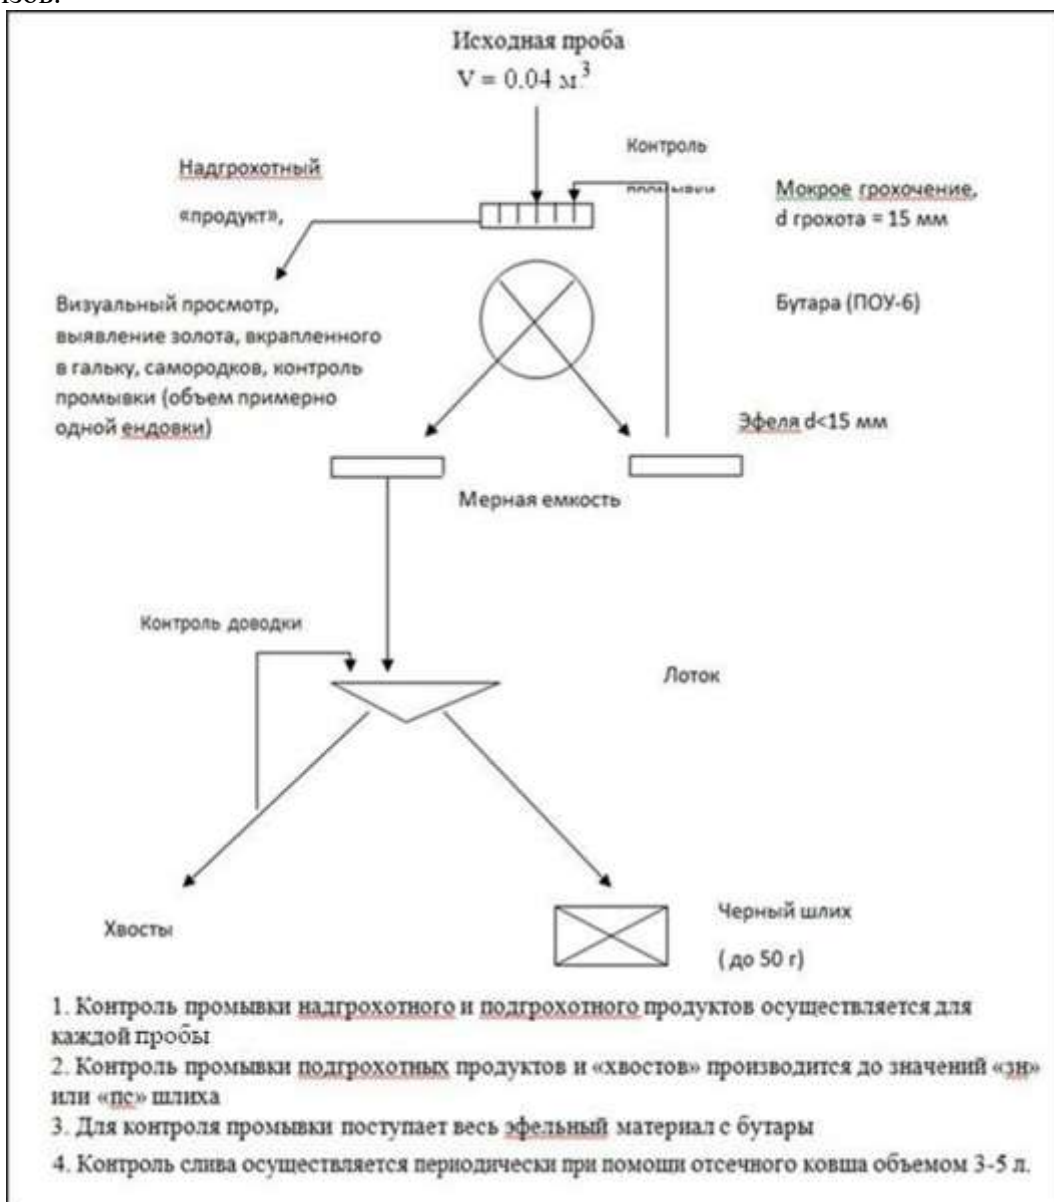 Исходная проба
V = 0.04 м.³
Контроль
промывки
Надгрохотный
«продукт»,
Мокрое грохочение,
d грохота = 15 мм
Визуальный просмотр,
выявление золота, вкрапленного
в гальку, самородков, контроль
промывки (объем примерно
одной ендовки)
Бутара (ПОУ-6)
Эфеля d<15 мм
Мерная емкость
Контроль доводки
Лоток
Хвосты
Черный шлих
( до 50 г)
1. Контроль промывки надгрохотного и подгрохотного продуктов осуществляется для
каждой пробы
2. Контроль промывки подгрохотных продуктов и «хвостов» производится до значений «зн»
или «пс» шлиха
3. Для контроля промывки поступает весь эфельный материал с бутары
4. Контроль слива осуществляется периодически при помощи отсечного ковша объемом 3-5 л.